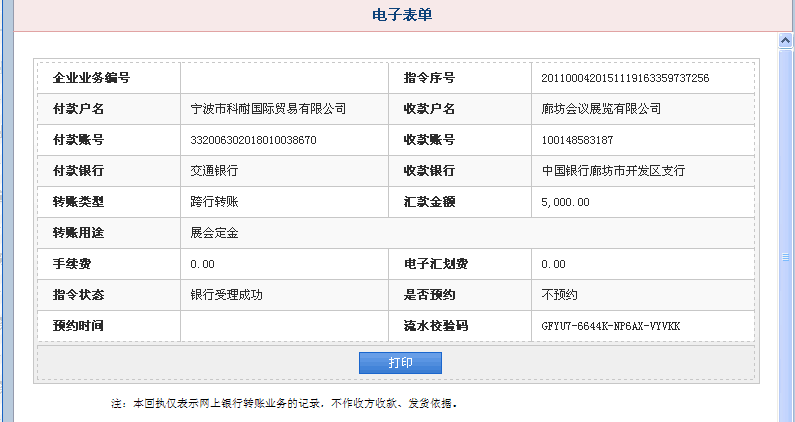 电子表单
企业业务编号 指令序号 2011000420151119163359737256
付款户名 宁波市科耐国际贸易有限公司 收款户名 廊坊会议展览有限公司
付款账号 332006302018010038670 收款账号 100148583187
付款银行 交通银行 收款银行 中国银行廊坊市开发区支行
转账类型 跨行转账 汇款金额 5,000.00
转账用途 展会定金
手续费 0.00 电子汇划费 0.00
指令状态 银行受理成功 是否预约 不预约
预约时间 流水校验码 GFYU7-6644K-NP6AX-VYVKK
打印
注：本回执仅表示网上银行转账业务的记录，不作收方收款、发货依据。